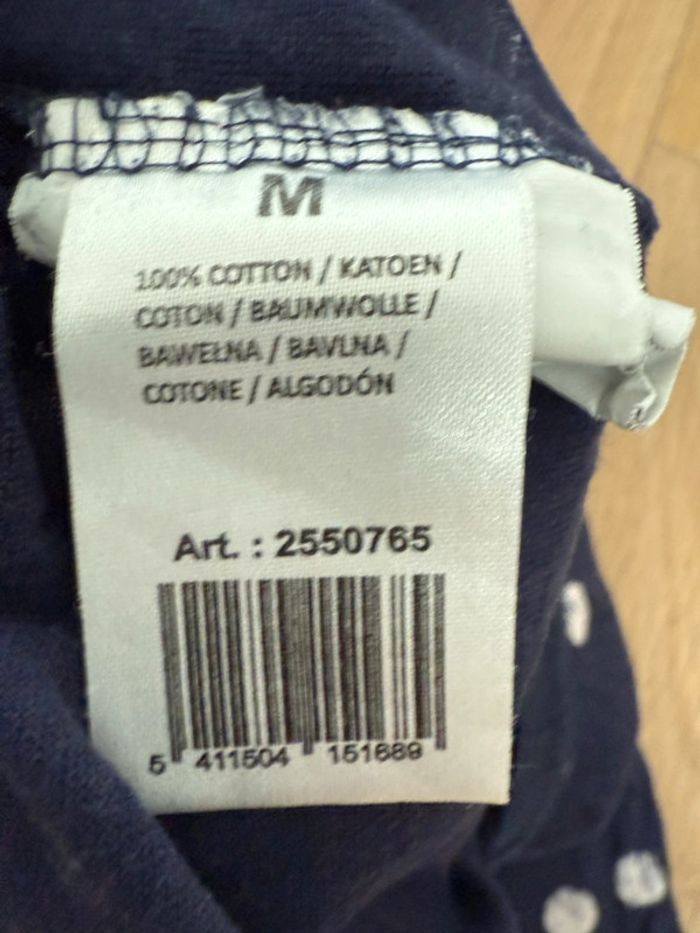 M
100% COTTON / KATOEN /
COTON / BAUMWOLLE /
BAWEŁNA / BAVLNA /
COTONE / ALGODÓN
Art. : 2550765
5 411504 151689